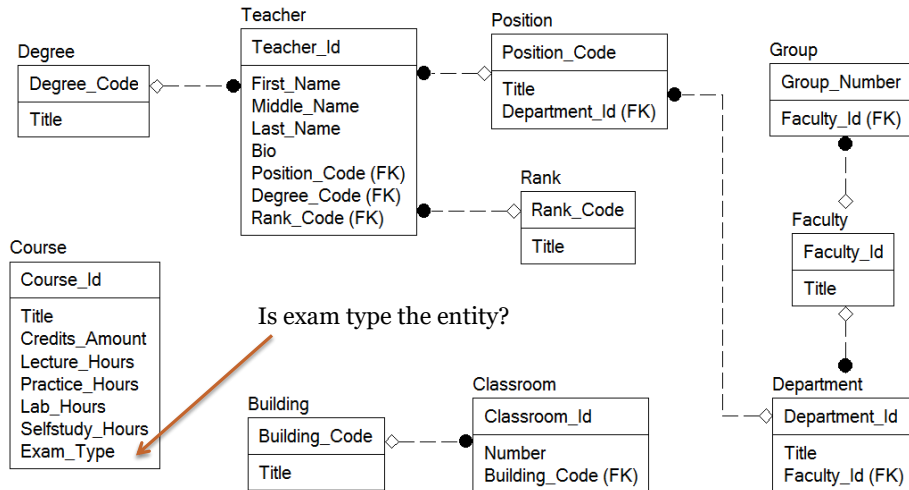 Degree
Degree_Code
Title
Teacher
Teacher_Id
First_Name
Middle_Name
Last_Name
Bio
Position_Code (FK)
Degree_Code (FK)
Rank_Code (FK)
Position
Position_Code
Title
Department_Id (FK)
Group
Group_Number
Faculty_Id (FK)
Rank
Rank_Code
Title
Faculty
Faculty_Id
Title
Course
Course_Id
Title
Credits_Amount
Lecture_Hours
Practice_Hours
Lab_Hours
Selfstudy_Hours
Exam_Type
Is exam type the entity?
Building
Building_Code
Title
Classroom
Classroom_Id
Number
Building_Code (FK)
Department
Department_Id
Title
Faculty_Id (FK)